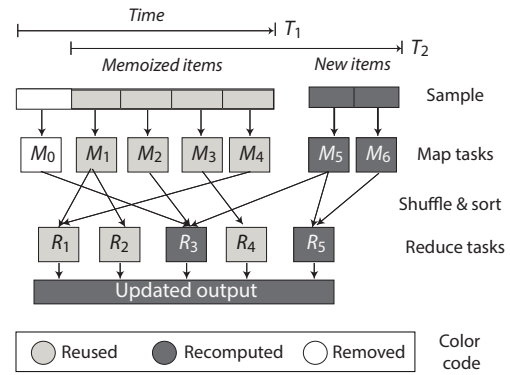 Time
T1
T2
Memoized items
New items
Sample
M0 M1 M2 M3 M4 M5 M6
Map tasks
Shuffle & sort
R1 R2 R3 R4 R5
Reduce tasks
Updated output
Reused Recomputed Removed
Color
code